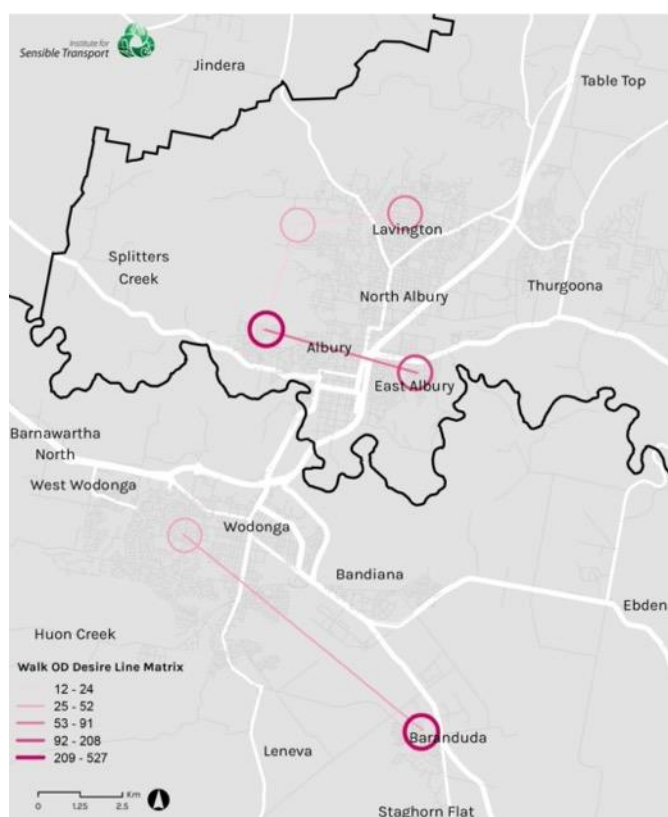 Institute for
Sensible Transport
Jindera
Table Top
Lavington
Splitters
Creek
Thurgoona
North Albury
Albury
East Albury
Barnawartha
North
West Wodonga
Wodonga
Bandiana
Ebden
Huon Creek
Walk OD Desire Line Matrix
12 - 24
25 - 52
53 - 91
92 - 208
209 - 527
Baranduda
Leneva
Km
0 1.25 2.5
Staghorn Flat